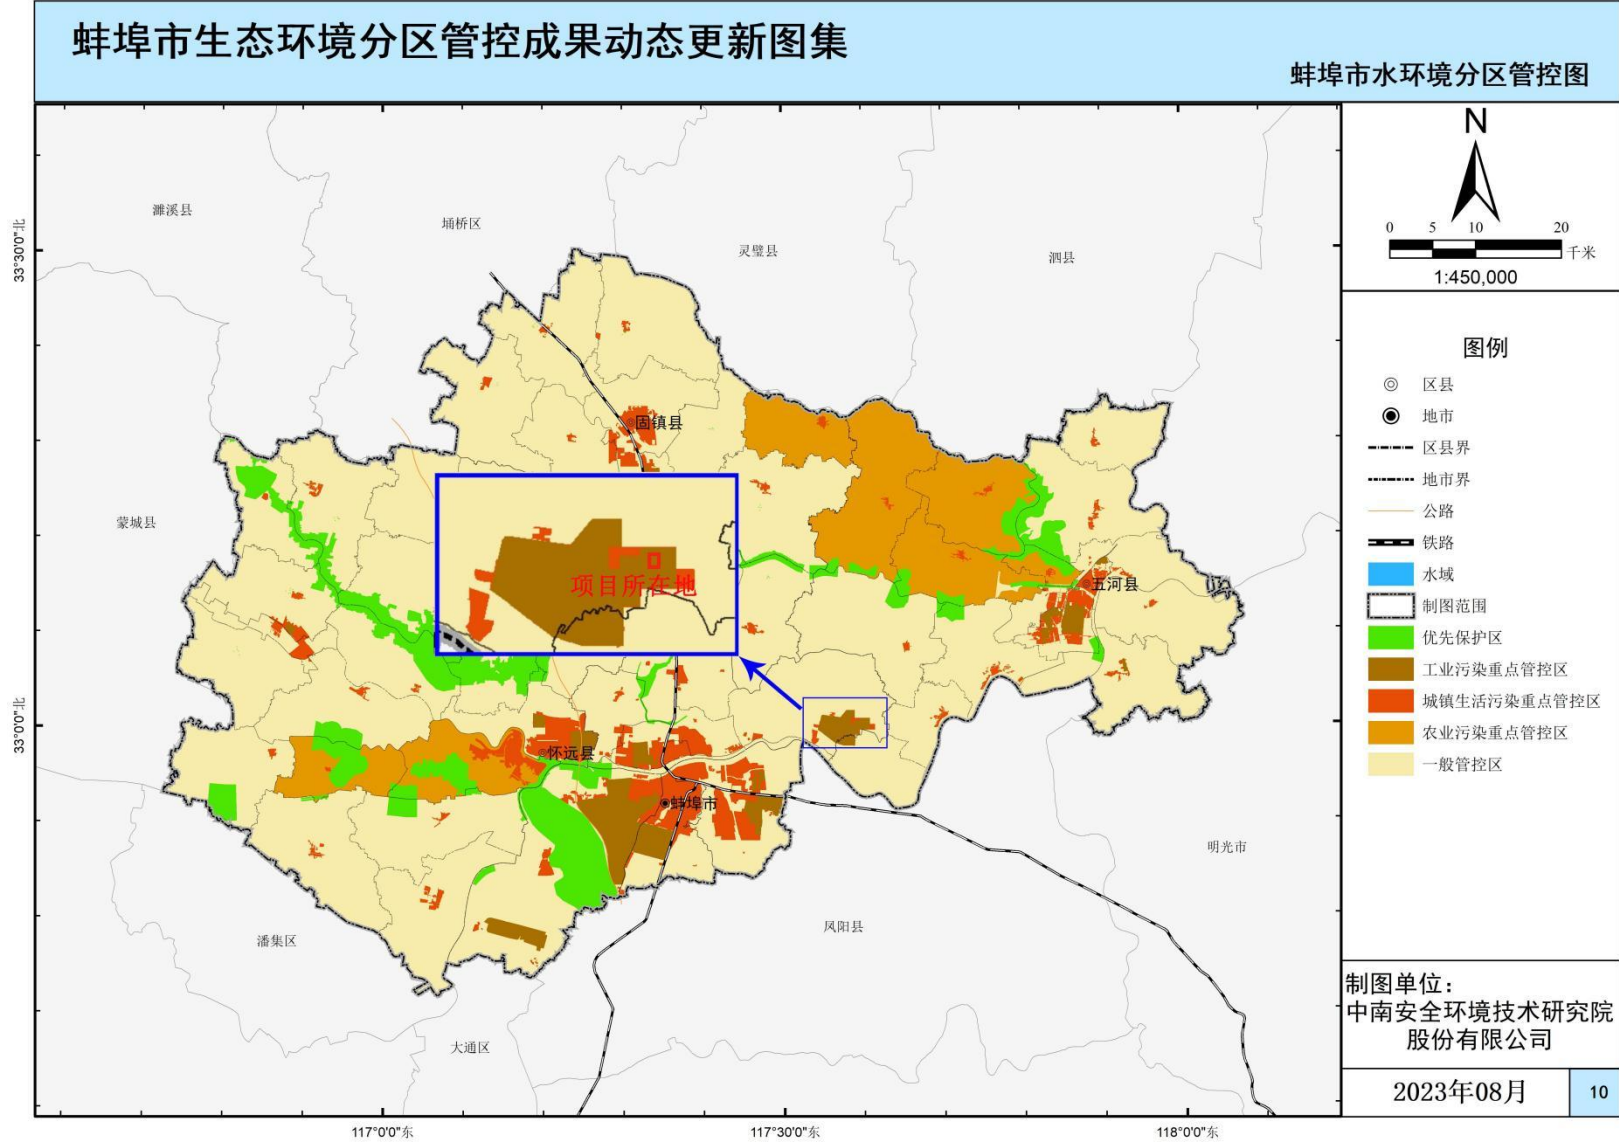 蚌埠市生态环境分区管控成果动态更新图集
蚌埠市水环境分区管控图
N
0 5 10 20
千米
1:450,000
图例
区县
地市
区县界
地市界
公路
铁路
水域
制图范围
优先保护区
工业污染重点管控区
城镇生活污染重点管控区
农业污染重点管控区
一般管控区
制图单位：
中南安全环境技术研究院
股份有限公司
2023年08月
10
濉溪县
埇桥区
灵璧县
泗县
33°30'0"北
固镇县
蒙城县
项目所在地
五河县
33°0'0"北
怀远县
蚌埠市
明光市
凤阳县
潘集区
大通区
117°0'0"东
117°30'0"东
118°0'0"东